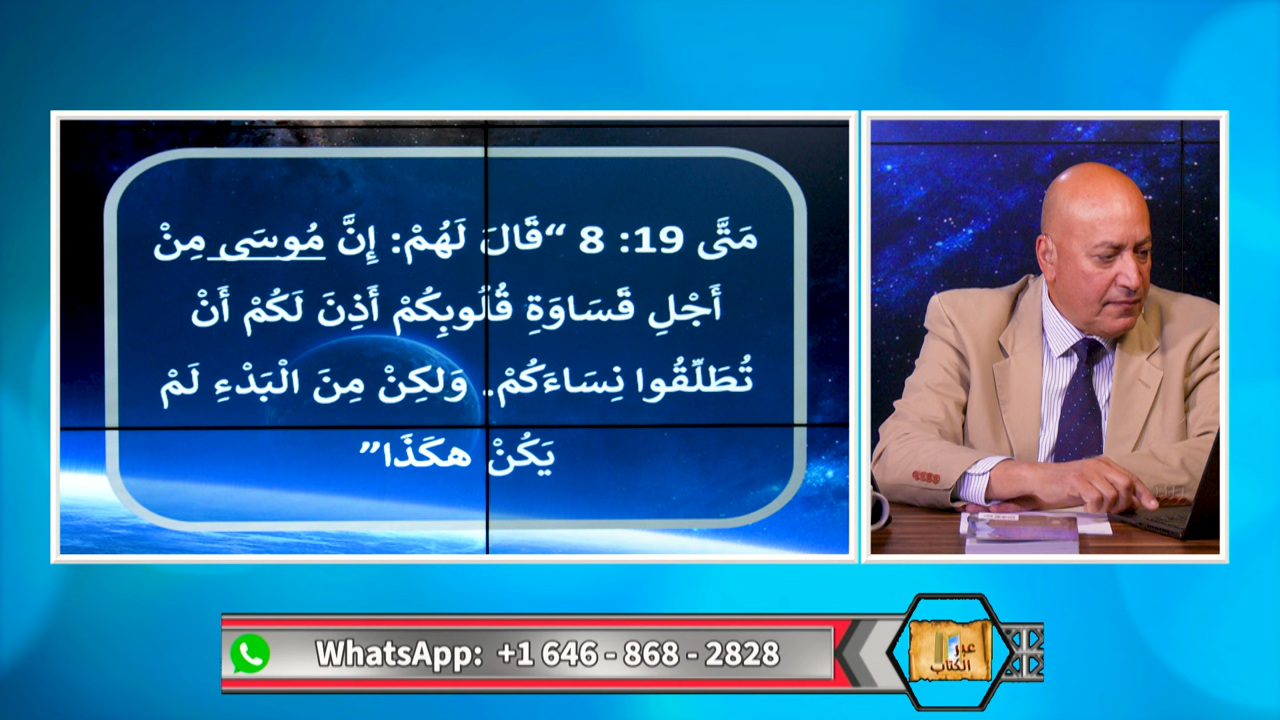 مَتَّى 19: 8 “قَالَ لَهُمْ: إِنَّ مُوسَى مِنْ
أَجْلِ قَسَاوَةِ قُلُوبِكُمْ أَذِنَ لَكُمْ أَنْ
تُطَلِّقُوا نِسَاءَكُمْ. وَلكِنْ مِنَ الْبَدْءِ لَمْ
يَكُنْ هكَذَا”
WhatsApp: +1 646 - 868 - 2828
عبر
الكتاب